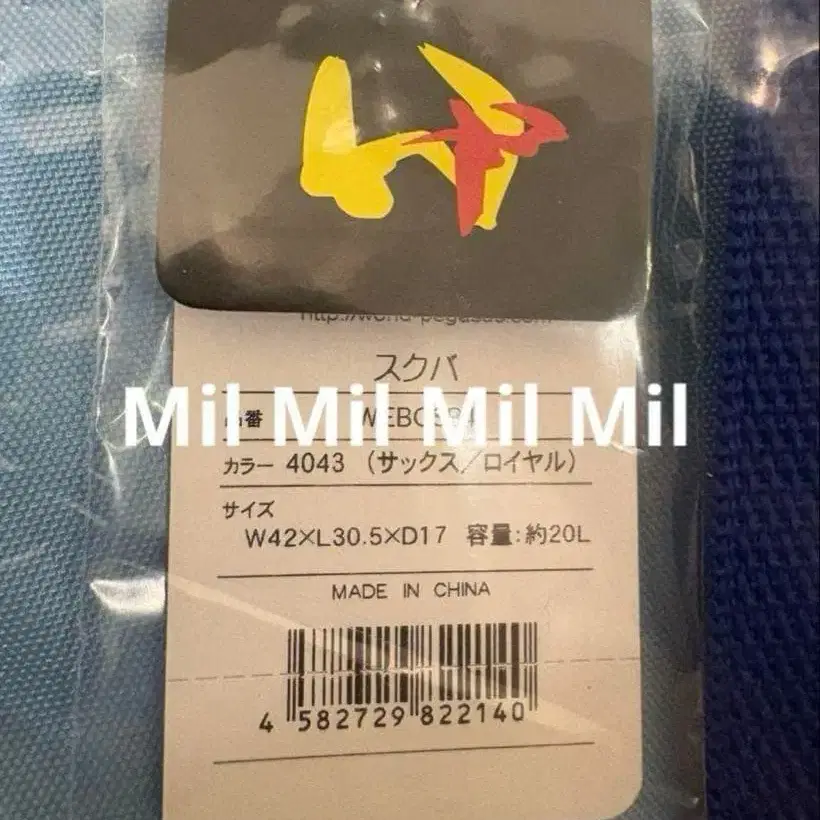 スクバ
Mil Mil Mil Mil
品番
カラー 4043 （サックス／ロイヤル）
サイズ
W42×L30.5×D17 容量:約20L
MADE IN CHINA
4 582729 822140